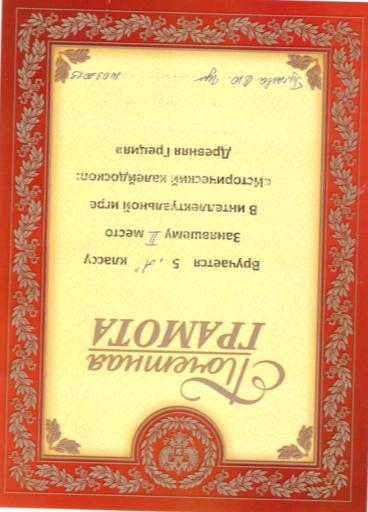 Почетная
ГРАМОТА
Вручается 5 „А" классу
Занявшему II место
В интеллектуальной игре
«Исторический калейдоскоп:
Древняя Греция»